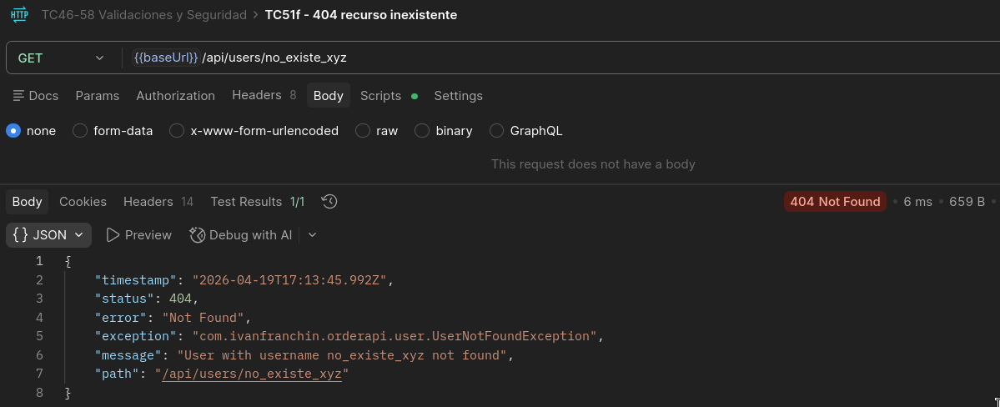 HTTP TC46-58 Validaciones y Seguridad > TC51f - 404 recurso inexistente
GET {{baseUrl}} /api/users/no_existe_xyz
Docs Params Authorization Headers 8 Body Scripts Settings
none form-data x-www-form-urlencoded raw binary GraphQL
This request does not have a body
Body Cookies Headers 14 Test Results 1/1 404 Not Found • 6 ms • 659 B •
{} JSON Preview Debug with AI
1 {
2 "timestamp": "2026-04-19T17:13:45.992Z",
3 "status": 404,
4 "error": "Not Found",
5 "exception": "com.ivanfranchin.orderapi.user.UserNotFoundException",
6 "message": "User with username no_existe_xyz not found",
7 "path": "/api/users/no_existe_xyz"
8 }